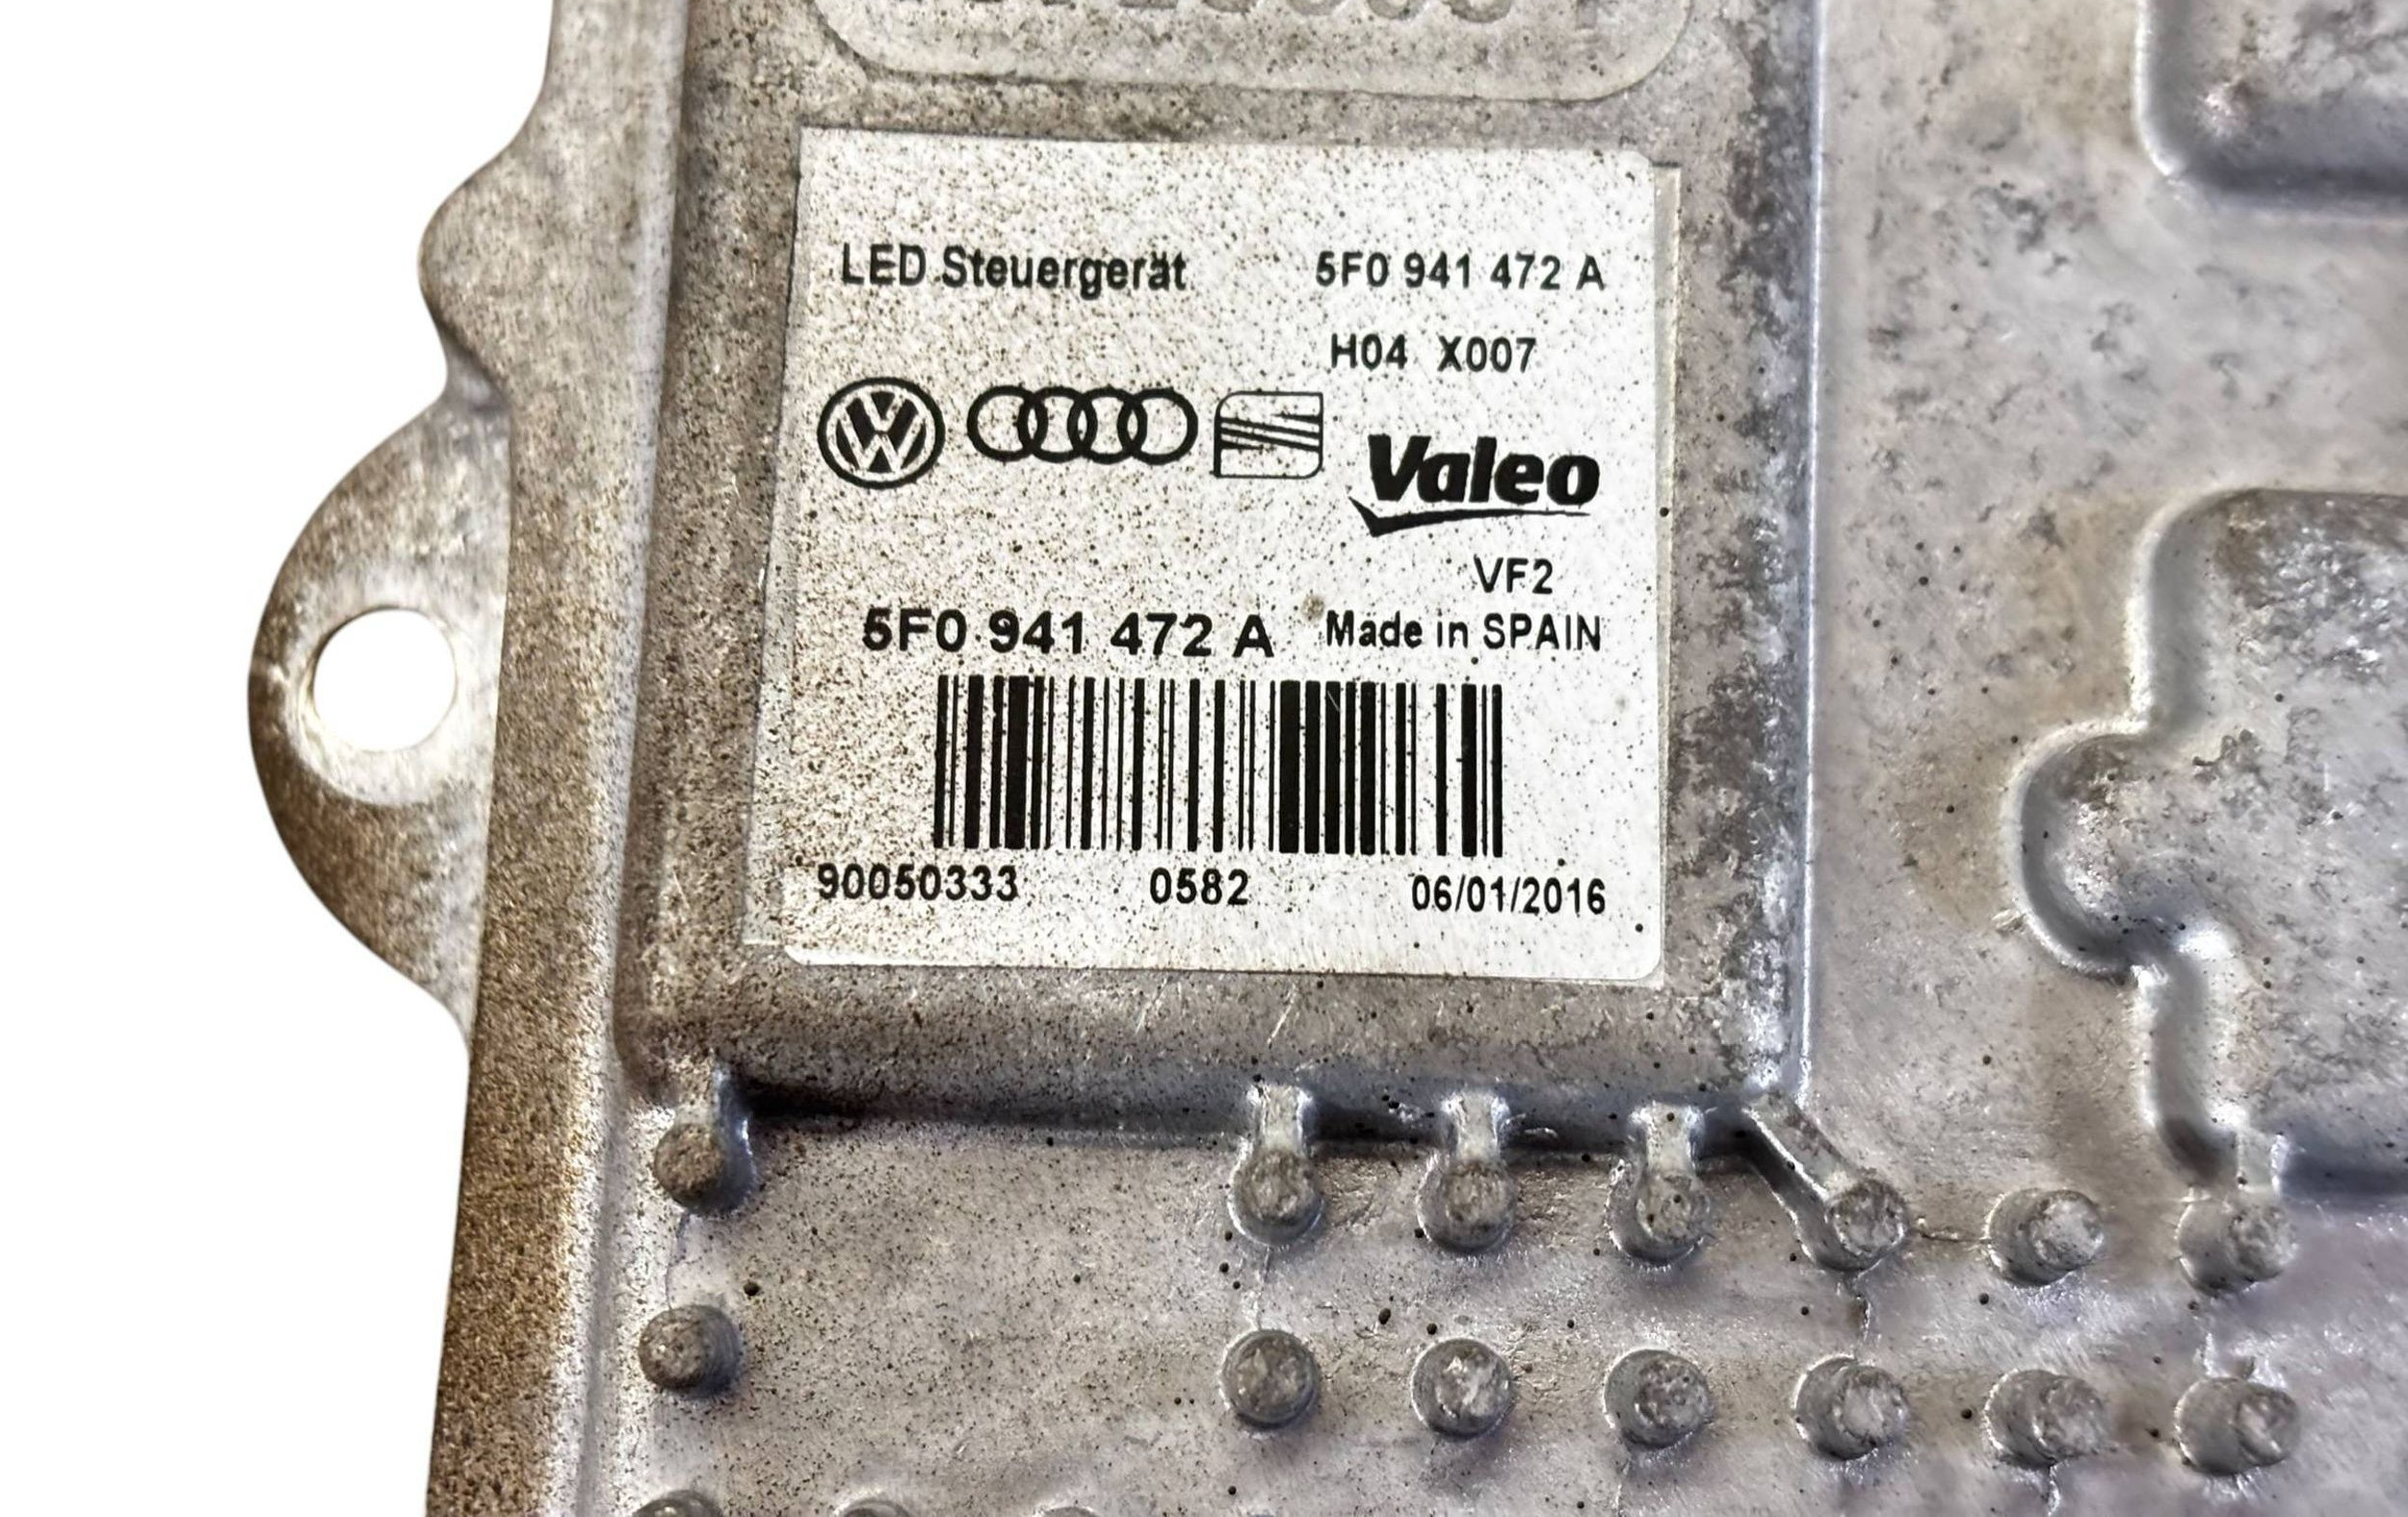 LED Steuergerät 5F0 941 472 A
H04 X007
Valeo
VF2
5F0 941 472 A Made in SPAIN
90050333 0582 06/01/2016